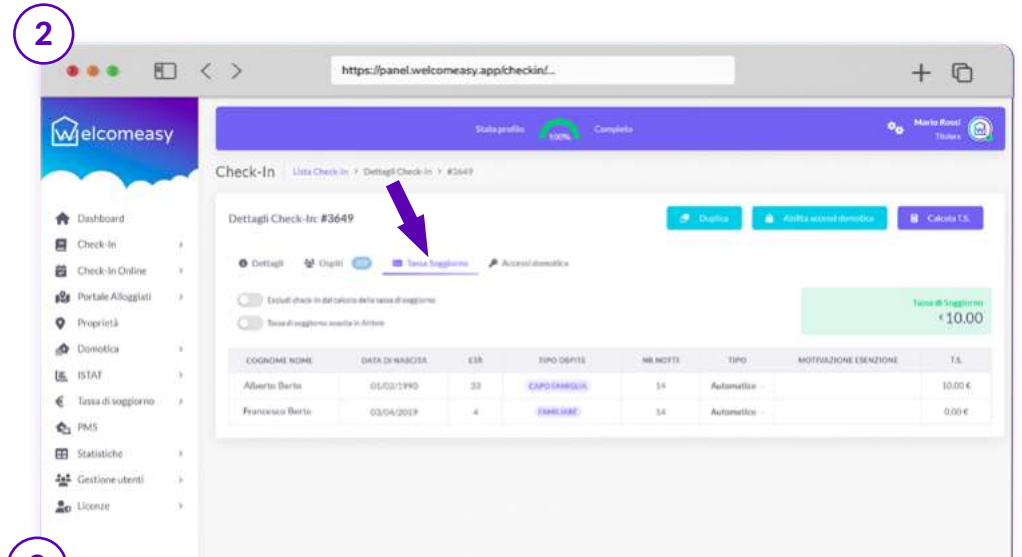 2
https://panel.welcomeasy.app/checkin/...
Welcomeasy
Stato profilo 100% Completo
Mario Rossi
Titolare
Check-In Lista Check-in > Dettagli Check-in > #3649
Dashboard
Check-In
Check-In Online
Portale Alloggiati
Proprietà
Domotica
ISTAT
Tassa di soggiorno
PMS
Statistiche
Gestione utenti
Licenze
Dettagli Check-In: #3649
Duplica
Abilita accessi domotica
Calcola T.S.
Dettagli Ospiti Tassa Soggiorno Accessi domotica
Escludi check-in dal calcolo della tassa di soggiorno
Tassa di soggiorno in Airbnb
Tassa di Soggiorno
€10.00
COGNOME NOME DATA DI NASCITA ETÀ TIPO OSPITE NR NOTTI TIPO MOTIVAZIONE ESENZIONE T.S.
Alberto Berto 01/02/1990 33 CAPO FAMIGLIA 14 Automatico 10.00 €
Francesco Berto 03/04/2019 4 FAMILIARE 14 Automatico 0.00 €